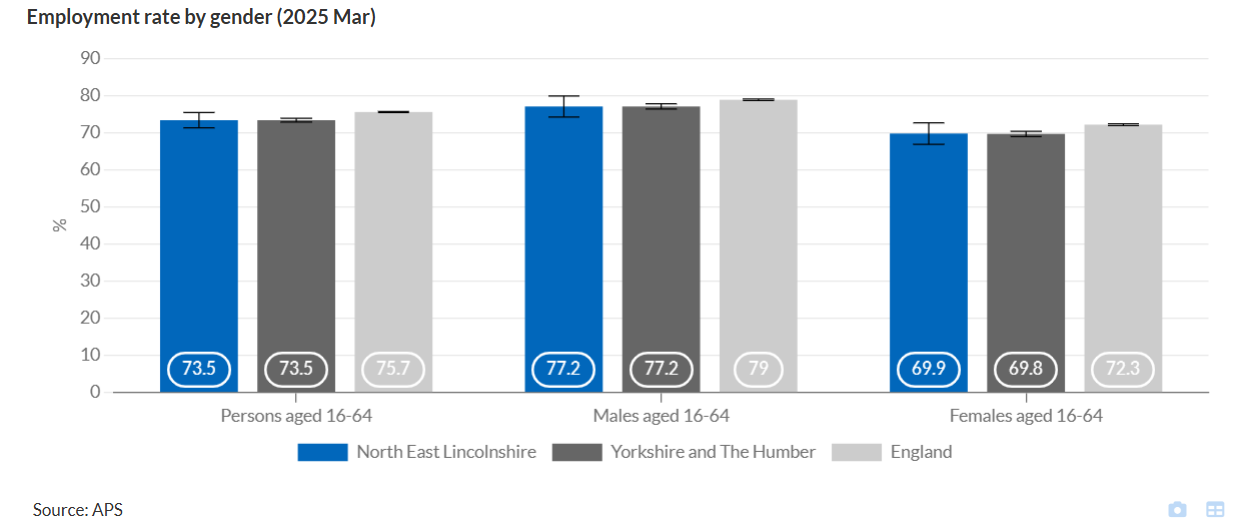 Employment rate by gender (2025 Mar)
90
80
70
60
50
40
30
20
10
0
%
73.5 73.5 75.7 77.2 77.2 79 69.9 69.8 72.3
Persons aged 16-64 Males aged 16-64 Females aged 16-64
North East Lincolnshire Yorkshire and The Humber England
Source: APS